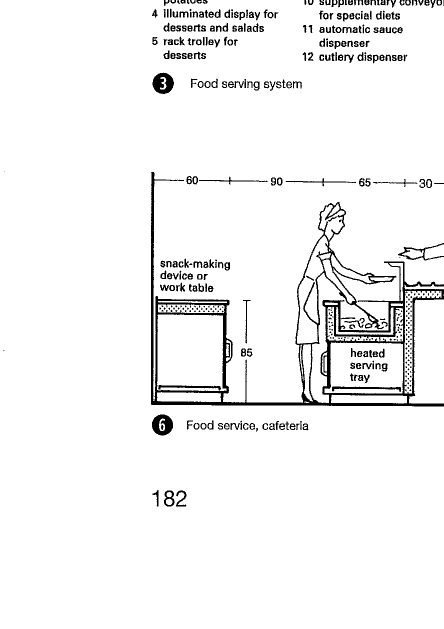 potatoes
4 illuminated display for
desserts and salads
5 rack trolley for
desserts
10 supplementary conveyo
for special diets
11 automatic sauce
dispenser
12 cutlery dispenser
3 Food serving system
60 90 65 30
snack-making
device or
work table
85
heated
serving
tray
6 Food service, cafeteria
182